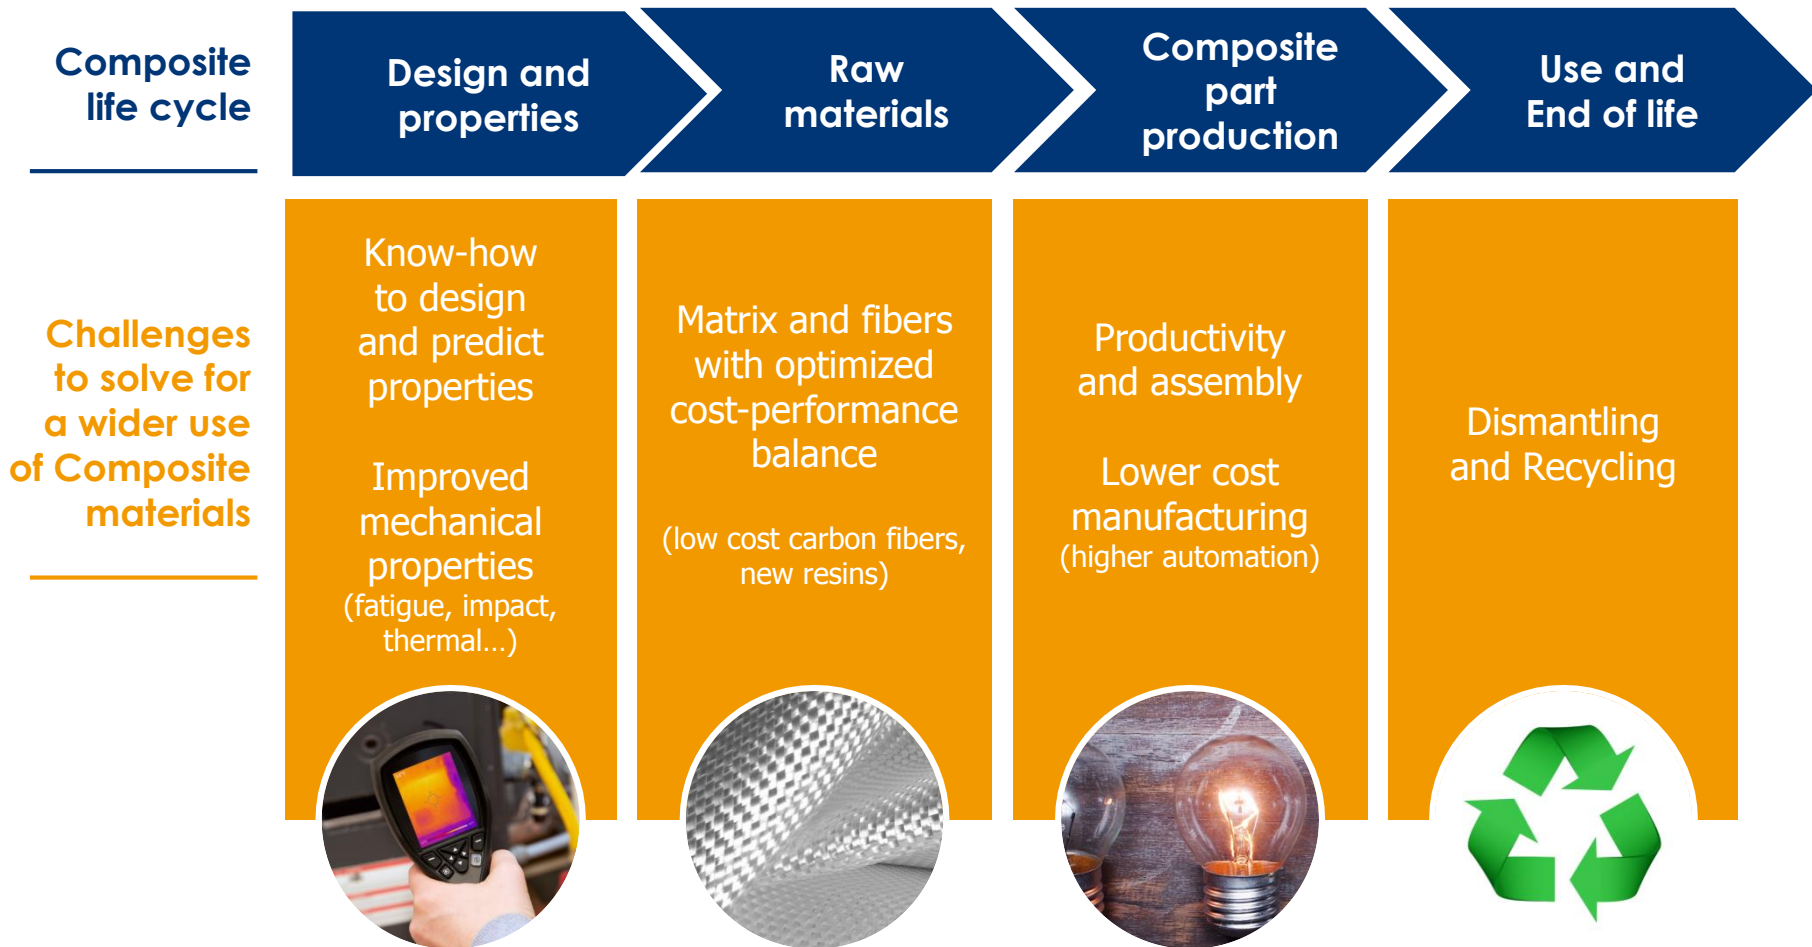 Composite
life cycle
Design and
properties
Raw
materials
Composite
part
production
Use and
End of life
Challenges
to solve for
a wider use
of Composite
materials
Know-how
to design
and predict
properties
Improved
mechanical
properties
(fatigue, impact,
thermal...)
Matrix and fibers
with optimized
cost-performance
balance
(low cost carbon fibers,
new resins)
Productivity
and assembly
Lower cost
manufacturing
(higher automation)
Dismantling
and Recycling